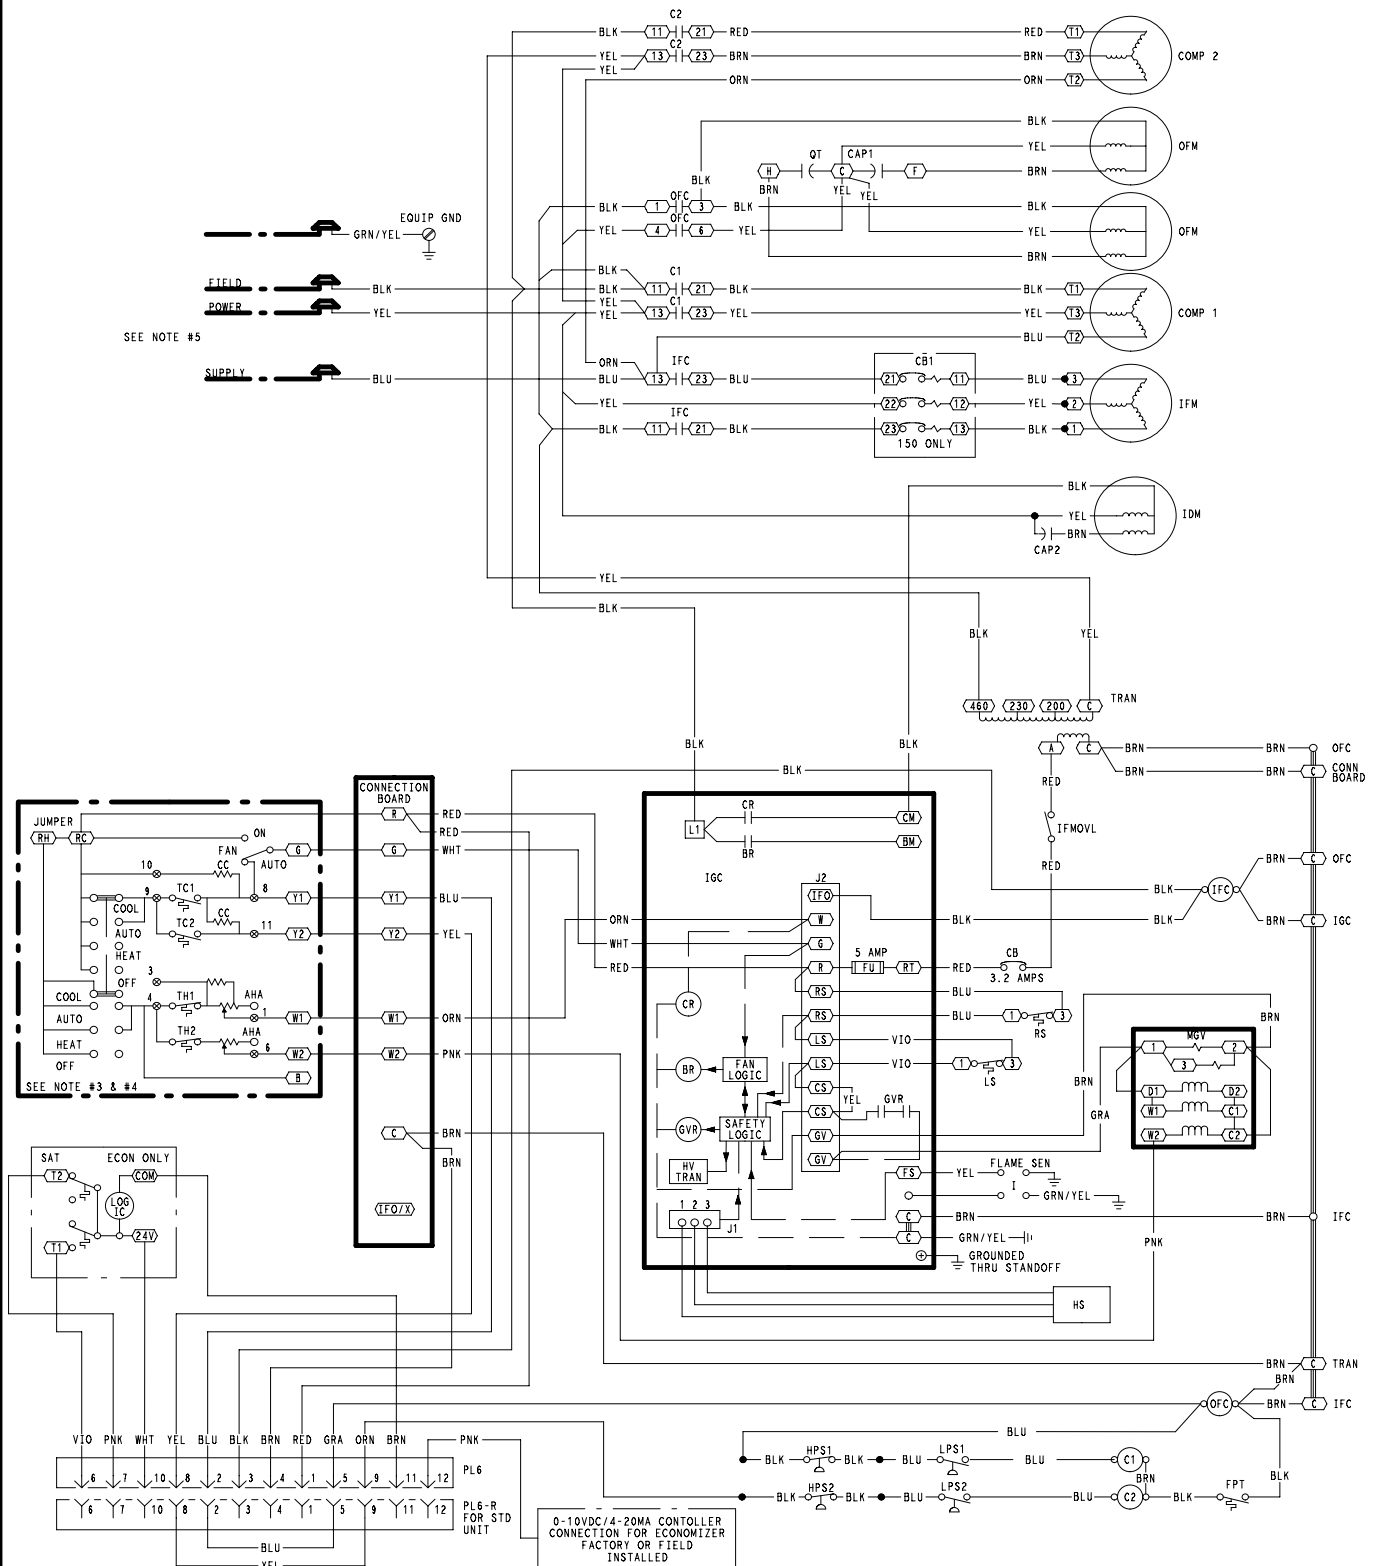 C2
BLK 11 21 RED RED T1
C2
YEL 13 23 BRN BRN T3 COMP 2
YEL
ORN ORN T2
BLK
QT CAP1 YEL OFM
H C F BRN
BLK BRN YEL YEL
OFC
BLK 1 3 BLK BLK
OFC
YEL 4 6 YEL YEL OFM
BRN
EQUIP GND
GRN/YEL
BLK C1
FIELD BLK BLK 11 21 BLK BLK T1
YEL C1
POWER YEL YEL 13 23 YEL YEL T3 COMP 1
SEE NOTE #5
BLU T2
ORN IFC CB1
SUPPLY BLU BLU 13 23 BLU 21 11 BLU 3
YEL 22 12 YEL 2 IFM
IFC
BLK 11 21 BLK 23 13 BLK 1
150 ONLY
BLK
YEL IDM
BRN
CAP2
YEL
BLK
BLK YEL
460 230 200 C TRAN
BLK BLK
A C BRN BRN OFC
BRN BRN C CONN
BOARD
BLK
RED
CONNECTION
BOARD
R RED
RED
G WHT
Y1 BLU
Y2 YEL
W1 ORN
W2 PNK
C BRN
BRN
IFO/X
JUMPER
RH RC ON
FAN G
AUTO
10 CC
9 TC1 8 Y1
COOL CC
TC2 11 Y2
AUTO
HEAT
3
OFF
COOL 4 TH1 AHA
1 W1
AUTO
TH2 AHA
HEAT 6 W2
OFF
B
SEE NOTE #3 & #4
CR
L1 CM
BR BM
IGC
J2
IFO
W
G
R 5 AMP FU RT RED CB
3.2 AMPS
RS BLU
RS BLU 1 3
RS
LS VIO
LS VIO 1 3
LS
CS YEL
CS GVR
GV
GV
ORN
WHT
RED
CR
BR FAN
LOGIC
GVR SAFETY
LOGIC
HV
TRAN
1 2 3
J1
FS YEL FLAME SEN
I
GRN/YEL
C BRN BRN IFC
C GRN/YEL
GROUNDED
THRU STANDOFF
HS
IFMOVL
RED
BLK BLK IFC BRN C OFC
BLK BRN C IGC
BRN
BRN GRA
MGV
1 2
3
D1 D2
W1 C1
W2 C2
PNK
SAT ECON ONLY
T2 COM
LOG
IC
T1 24V
BRN C TRAN
BRN
OFC BRN C IFC
BLU
BLK HPS1 BLK BLU LPS1 BLU C1
BRN
BLK HPS2 BLK BLU LPS2 BLU C2 BLK FPT
BLK
VIO PNK WHT YEL BLU BLK BRN RED GRA ORN BRN PNK
6 7 10 8 2 3 4 1 5 9 11 12 PL6
6 7 10 8 2 3 4 1 5 9 11 12 PL6-R
FOR STD
UNIT
BLU
YEL
0-10VDC/4-20MA CONTOLLER
CONNECTION FOR ECONOMIZER
FACTORY OR FIELD
INSTALLED